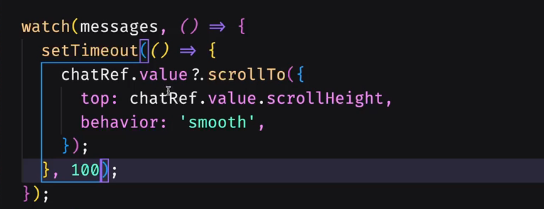 watch(messages, () => {
  setTimeout(() => {
    chatRef.value?.scrollTo({
      top: chatRef.value.scrollHeight,
      behavior: 'smooth',
    });
  }, 100);
});